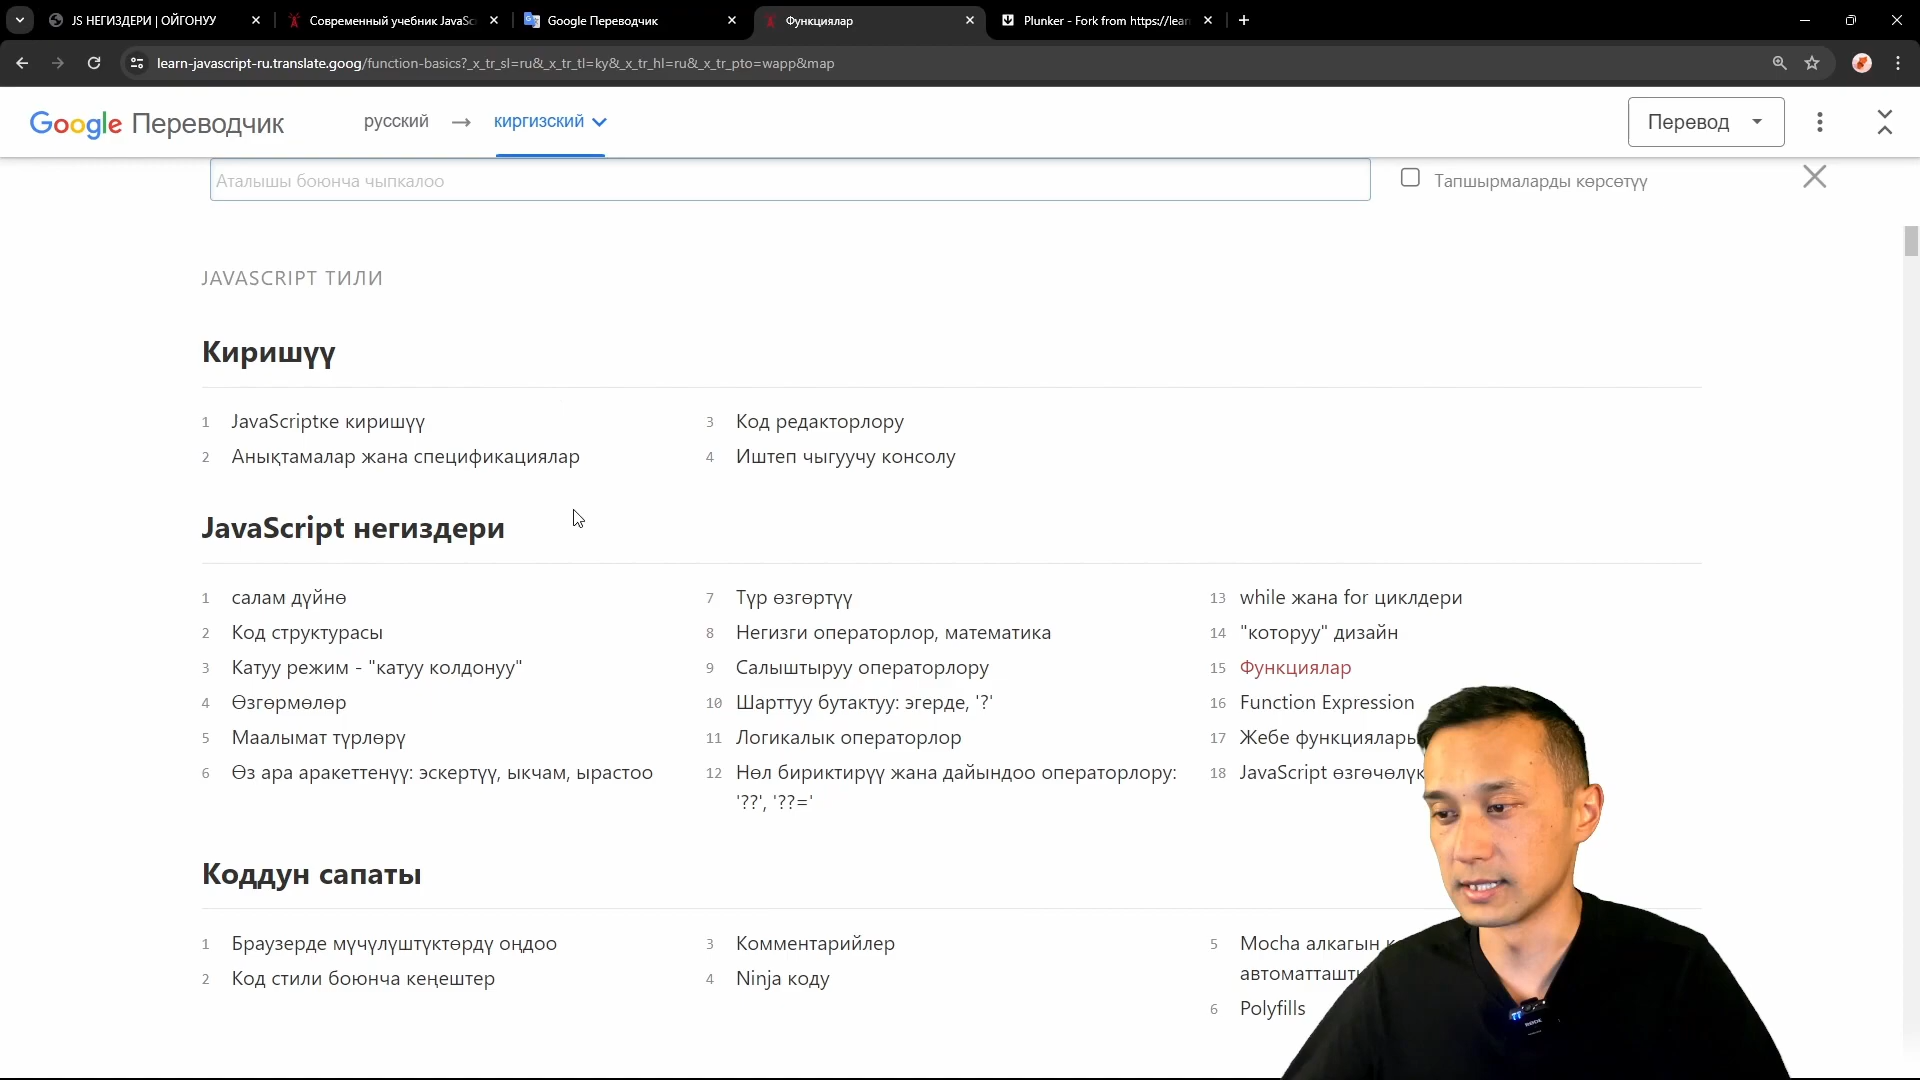 JS НЕГИЗДЕРИ | ОЙГОНУУ
Современный учебник JavaSc
Google Переводчик
Функциялар
Plunker - Fork from https://lear
learn-javascript-ru.translate.goog/function-basics?_x_tr_sl=ru&_x_tr_tl=ky&_x_tr_hl=ru&_x_tr_pto=wapp&map
Google Переводчик
русский → киргизский
Перевод
Аталышы боюнча чыпкалоо
Тапшырмаларды көрсөтүү
JAVASCRIPT ТИЛИ
Киришүү
1 JavaScriptке киришүү
2 Анықтамалар жана спецификациялар
3 Код редакторлору
4 Иштеп чыгуучу консолу
JavaScript негиздери
1 салам дүйнө
2 Код структурасы
3 Катуу режим - "катуу колдонуу"
4 Өзгөрмөлөр
5 Маалымат түрлөрү
6 Өз ара аракеттенүү: эскертүү, ыкчам, ырастоо
7 Түр өзгөртүү
8 Негизги операторлор, математика
9 Салыштыруу операторлору
10 Шарттуу бутактуу: эгерде, '?'
11 Логикалык операторлор
12 Нөл бириктирүү жана дайындоо операторлору:
'??', '??='
13 while жана for циклдери
14 "которуу" дизайн
15 Функциялар
16 Function Expression
17 Жебе функциялары
18 JavaScript өзгөчөлүк
Коддун сапаты
1 Браузерде мүчүлүштүктөрдү оңдоо
2 Код стили боюнча кеңештер
3 Комментарийлер
4 Ninja коду
5 Mocha алкагын
автоматташт
6 Polyfills
RODE